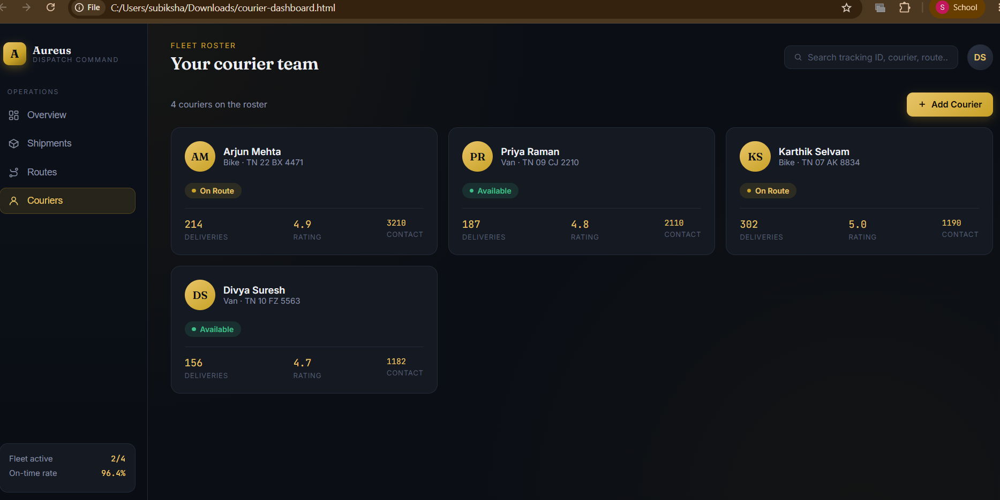 File C:/Users/subiksha/Downloads/courier-dashboard.html S School
A Aureus
DISPATCH COMMAND
OPERATIONS
Overview
Shipments
Routes
Couriers
Fleet active 2/4
On-time rate 96.4%
FLEET ROSTER
Your courier team
Search tracking ID, courier, route..
DS
4 couriers on the roster
+ Add Courier
AM Arjun Mehta
Bike · TN 22 BX 4471
On Route
214 4.9 3210
DELIVERIES RATING CONTACT
PR Priya Raman
Van · TN 09 CJ 2210
Available
187 4.8 2110
DELIVERIES RATING CONTACT
KS Karthik Selvam
Bike · TN 07 AK 8834
On Route
302 5.0 1190
DELIVERIES RATING CONTACT
DS Divya Suresh
Van · TN 10 FZ 5563
Available
156 4.7 1182
DELIVERIES RATING CONTACT